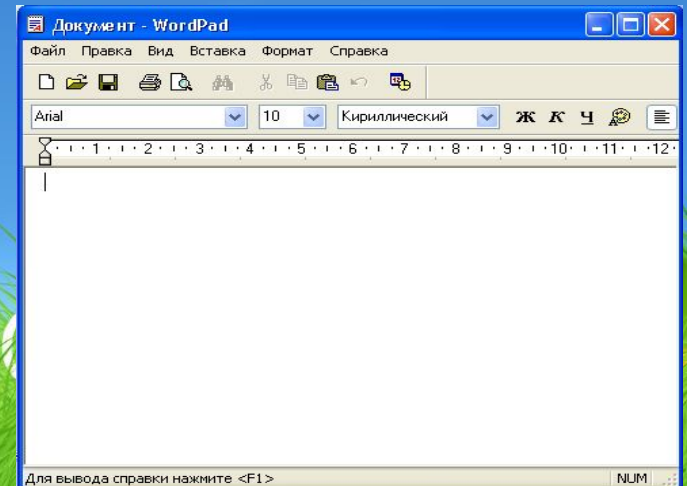 Документ - WordPad
Файл Правка Вид Вставка Формат Справка
Arial 10 Кириллический Ж К Ч
1 2 3 4 5 6 7 8 9 10 11 12
Для вывода справки нажмите <F1> NUM